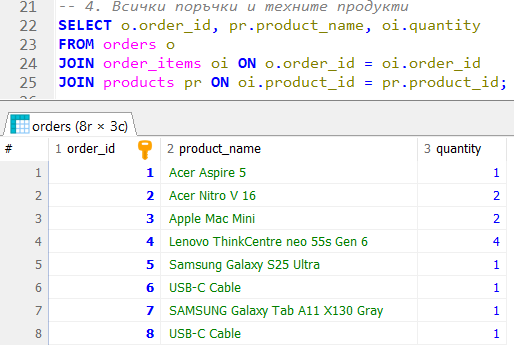 21 -- 4. Всички поръчки и техните продукти
22 SELECT o.order_id, pr.product_name, oi.quantity
23 FROM orders o
24 JOIN order_items oi ON o.order_id = oi.order_id
25 JOIN products pr ON oi.product_id = pr.product_id;
orders (8r × 3c)
# 1 order_id 2 product_name 3 quantity
1 1 Acer Aspire 5 1
2 2 Acer Nitro V 16 2
3 3 Apple Mac Mini 2
4 4 Lenovo ThinkCentre neo 55s Gen 6 4
5 5 Samsung Galaxy S25 Ultra 1
6 6 USB-C Cable 1
7 7 SAMSUNG Galaxy Tab A11 X130 Gray 1
8 8 USB-C Cable 1